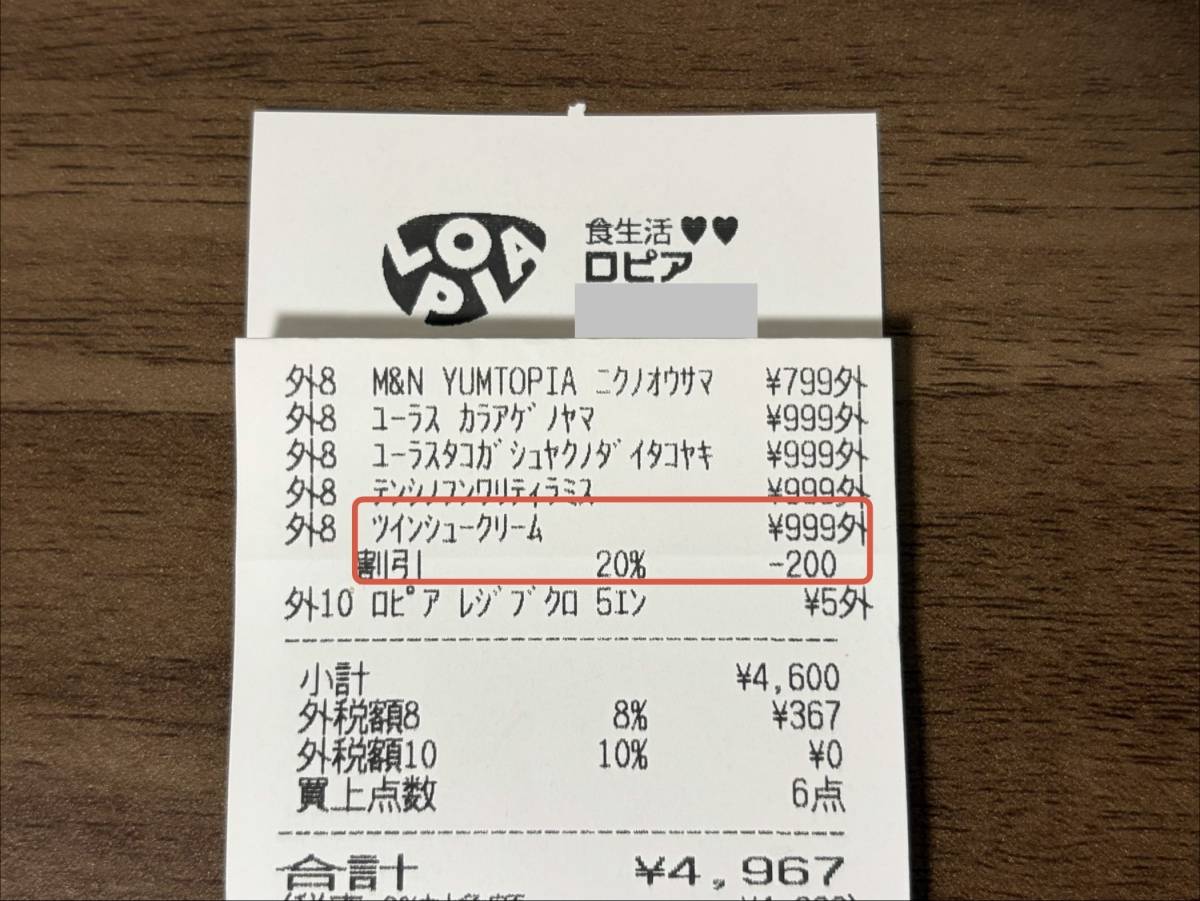 LOPIA
食生活♥♥
ロピア
外8 M&N YUMTOPIA ニクノオウサマ ¥799外
外8 ユーラス カラアゲノヤマ ¥999外
外8 ユーラスタコガシュヤクノダイタコヤキ ¥999外
外8 テンシノフンワリティラミス ¥999外
外8 ツインシュークリーム ¥999外
割引 20% -200
外10 ロピア レジブクロ 5エン ¥5外
小計 ¥4,600
外税額8 8% ¥367
外税額10 10% ¥0
買上点数 6点
合計 ¥4,967